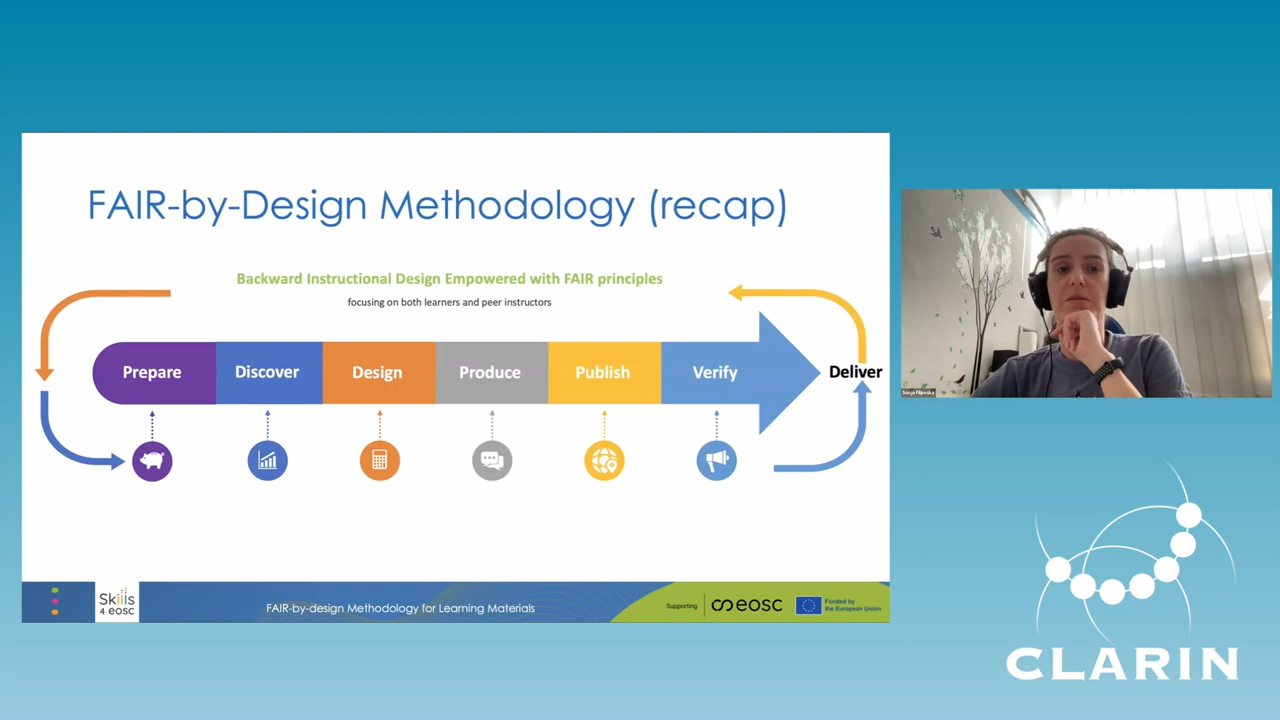 FAIR-by-Design Methodology (recap)
Backward Instructional Design Empowered with FAIR principles
focusing on both learners and peer instructors
Prepare
Discover
Design
Produce
Publish
Verify
Deliver
Skills
4 eosc
FAIR-by-design Methodology for Learning Materials
Supporting
eosc
Funded by
the European Union
Sonja Filiposka
CLARIN